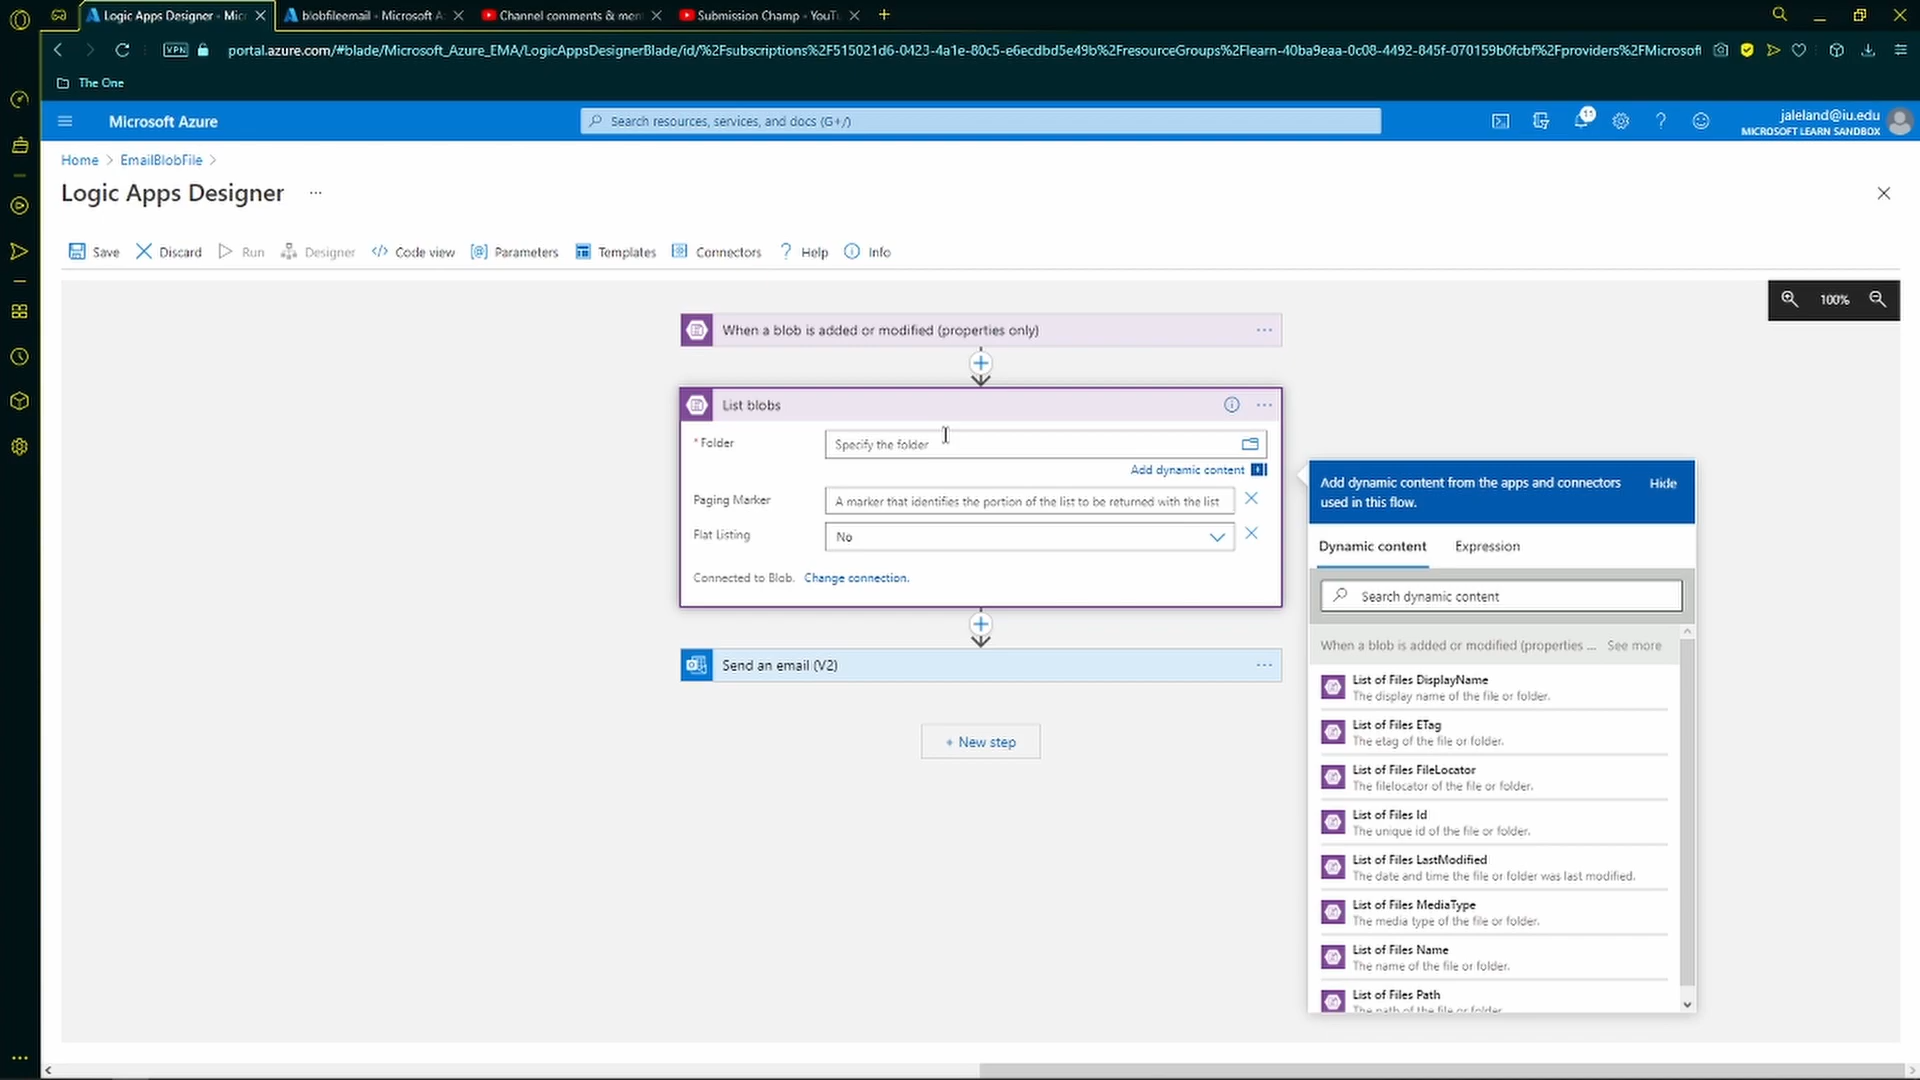 Logic Apps Designer - Mic
blobfileemail - Microsoft A
Channel comments & men
Submission Champ - YouTu
VPN
portal.azure.com/#blade/Microsoft_Azure_EMA/LogicAppsDesignerBlade/id/%2Fsubscriptions%2F515021d6-0423-4a1e-80c5-e6ecdbd5e49b%2FresourceGroups%2Flearn-40ba9eaa-0c08-4492-845f-070159b0fcbf%2Fproviders%2FMicrosoft
The One
Microsoft Azure
Search resources, services, and docs (G+/)
11
jaleland@iu.edu
MICROSOFT LEARN SANDBOX
Home > EmailBlobFile >
Logic Apps Designer ...
Save Discard Run Designer Code view Parameters Templates Connectors Help Info
100%
When a blob is added or modified (properties only)
List blobs
* Folder
Specify the folder
Add dynamic content
Paging Marker
A marker that identifies the portion of the list to be returned with the list
Flat Listing
No
Connected to Blob. Change connection.
Send an email (V2)
+ New step
Add dynamic content from the apps and connectors
used in this flow.
Hide
Dynamic content Expression
Search dynamic content
When a blob is added or modified (properties ... See more
List of Files DisplayName
The display name of the file or folder.
List of Files ETag
The etag of the file or folder.
List of Files FileLocator
The filelocator of the file or folder.
List of Files Id
The unique id of the file or folder.
List of Files LastModified
The date and time the file or folder was last modified.
List of Files MediaType
The media type of the file or folder.
List of Files Name
The name of the file or folder.
List of Files Path
The path of the file or folder.